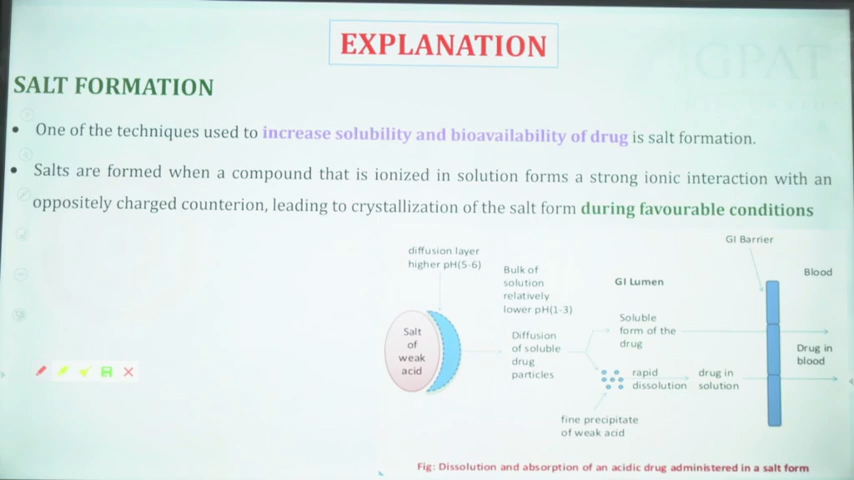 EXPLANATION
GPAT
SALT FORMATION
• One of the techniques used to increase solubility and bioavailability of drug is salt formation.
• Salts are formed when a compound that is ionized in solution forms a strong ionic interaction with an
oppositely charged counterion, leading to crystallization of the salt form during favourable conditions
GI Barrier
diffusion layer
higher pH(5-6)
Bulk of
solution
relatively
lower pH(1-3)
GI Lumen
Blood
Salt
of
weak
acid
Diffusion
of soluble
drug
particles
Soluble
form of the
drug
Drug in
blood
rapid
dissolution
drug in
solution
fine precipitate
of weak acid
Fig: Dissolution and absorption of an acidic drug administered in a salt form